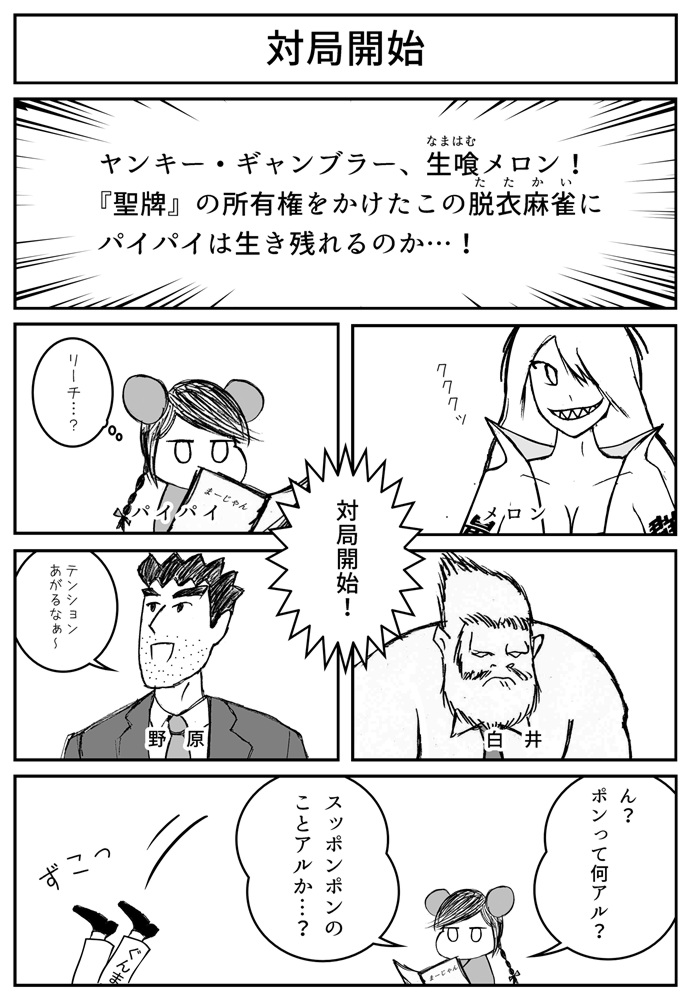 対局開始
ヤンキー・ギャンブラー、生喰メロン！
なまはむ
『聖牌』の所有権をかけたこの脱衣麻雀に
たたかい
パイパイは生き残れるのか…！
ククククッ
メロン
リーチ…？
まーじゃん
パイパイ
対局開始！
白井
テンション
あがるなぁ～
野原
ん？
ポンって何アル？
スッポンポンの
ことアルか…？
まーじゃん
ずこっ
ぐんま